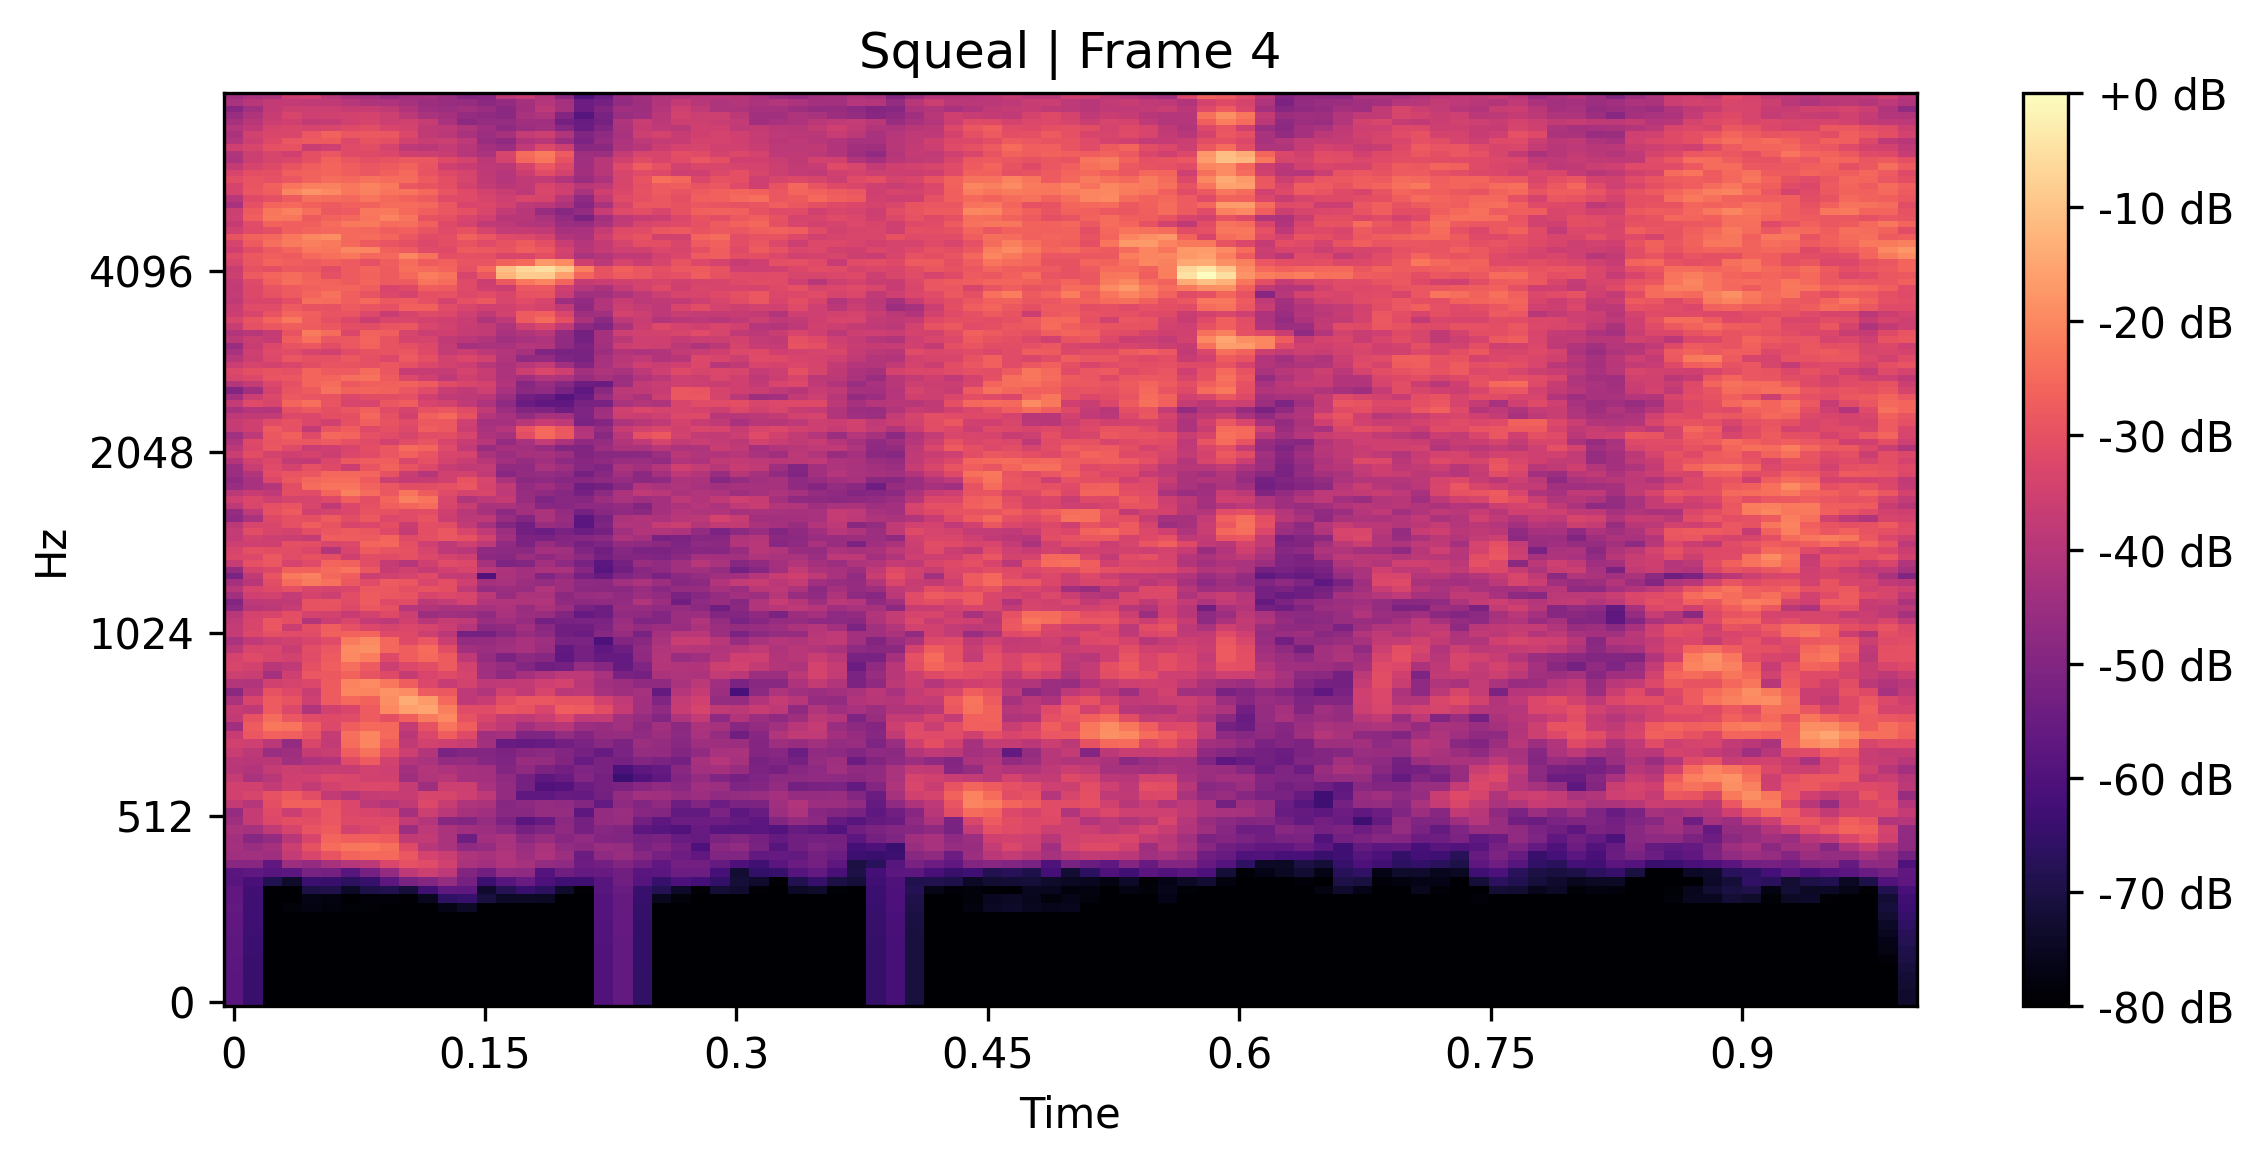 Squeal | Frame 4
+0 dB
-10 dB
-20 dB
-30 dB
-40 dB
-50 dB
-60 dB
-70 dB
-80 dB
Hz
4096
2048
1024
512
0
0 0.15 0.3 0.45 0.6 0.75 0.9
Time